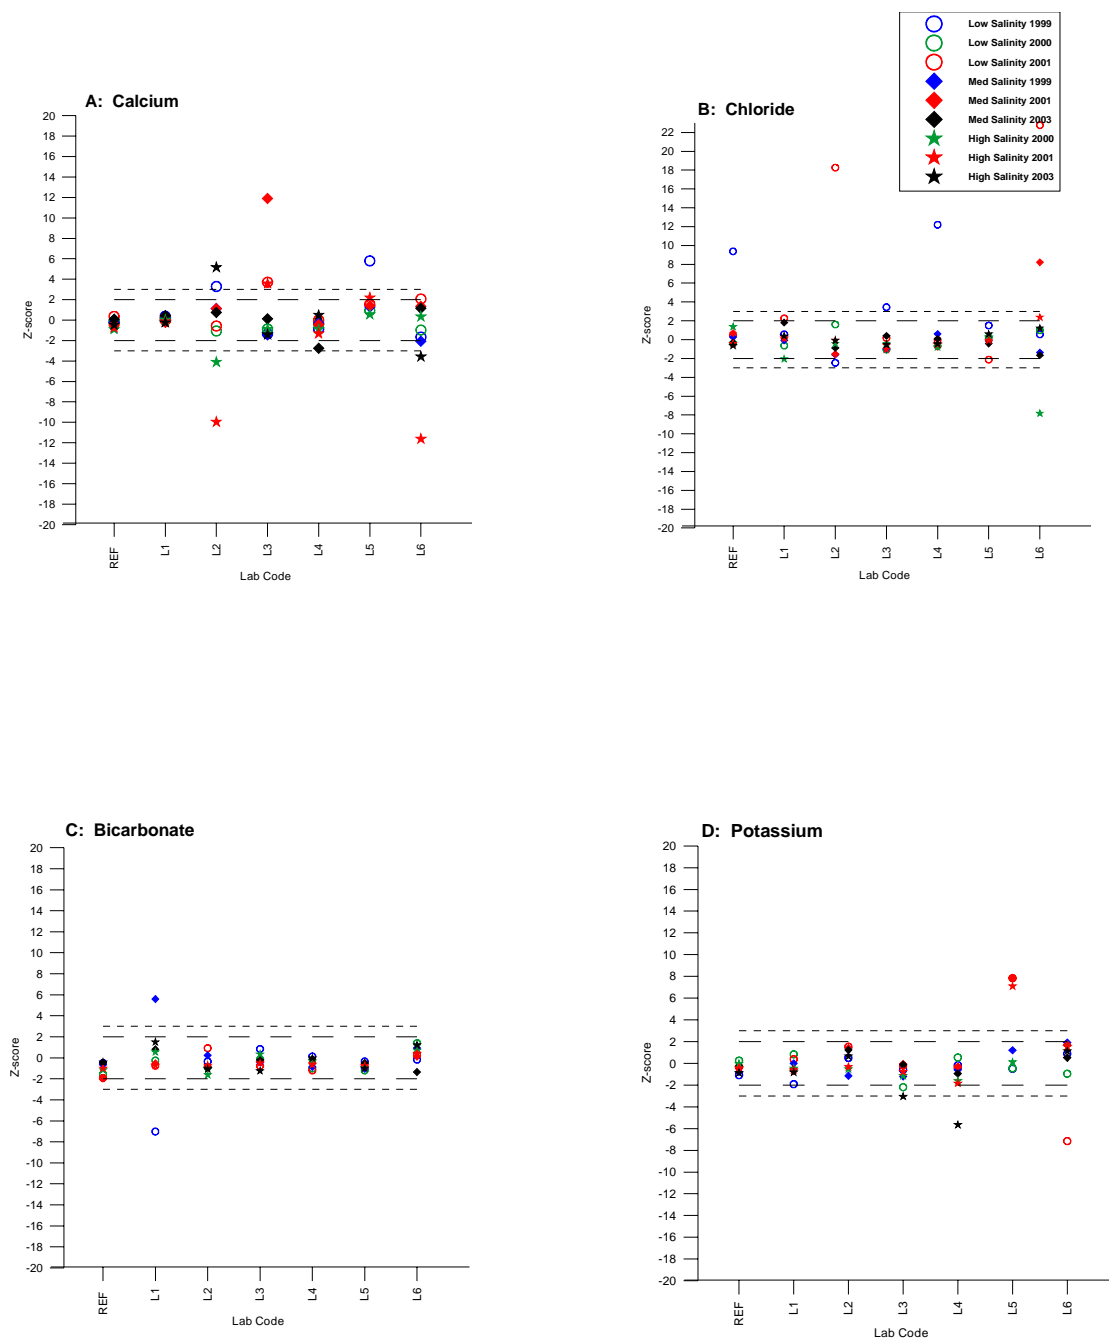 Low Salinity 1999
Low Salinity 2000
Low Salinity 2001
Med Salinity 1999
Med Salinity 2001
Med Salinity 2003
High Salinity 2000
High Salinity 2001
High Salinity 2003
A: Calcium
20
18
16
14
12
10
8
6
4
2
0
-2
-4
-6
-8
-10
-12
-14
-16
-18
-20
Z-score
REF
L1
L2
L3
L4
L5
L6
Lab Code
B: Chloride
22
20
18
16
14
12
10
8
6
4
2
0
-2
-4
-6
-8
-10
-12
-14
-16
-18
-20
Z-score
REF
L1
L2
L3
L4
L5
L6
Lab Code
C: Bicarbonate
20
18
16
14
12
10
8
6
4
2
0
-2
-4
-6
-8
-10
-12
-14
-16
-18
-20
Z-score
REF
L1
L2
L3
L4
L5
L6
D: Potassium
20
18
16
14
12
10
8
6
4
2
0
-2
-4
-6
-8
-10
-12
-14
-16
-18
-20
Z-score
REF
L1
L2
L3
L4
L5
L6
Lab Code